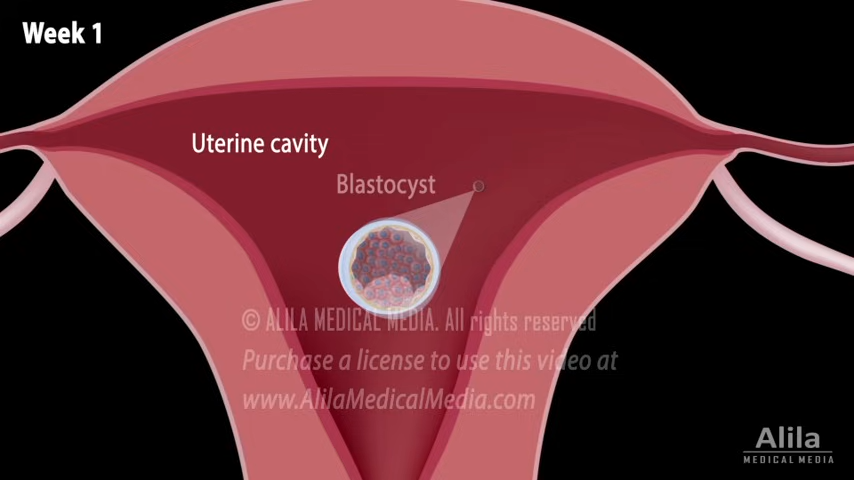 Week 1
Uterine cavity
Blastocyst
© ALILA MEDICAL MEDIA. All rights reserved
Purchase a license to use this video at
www.AlilaMedicalMedia.com
Alila
MEDICAL MEDIA